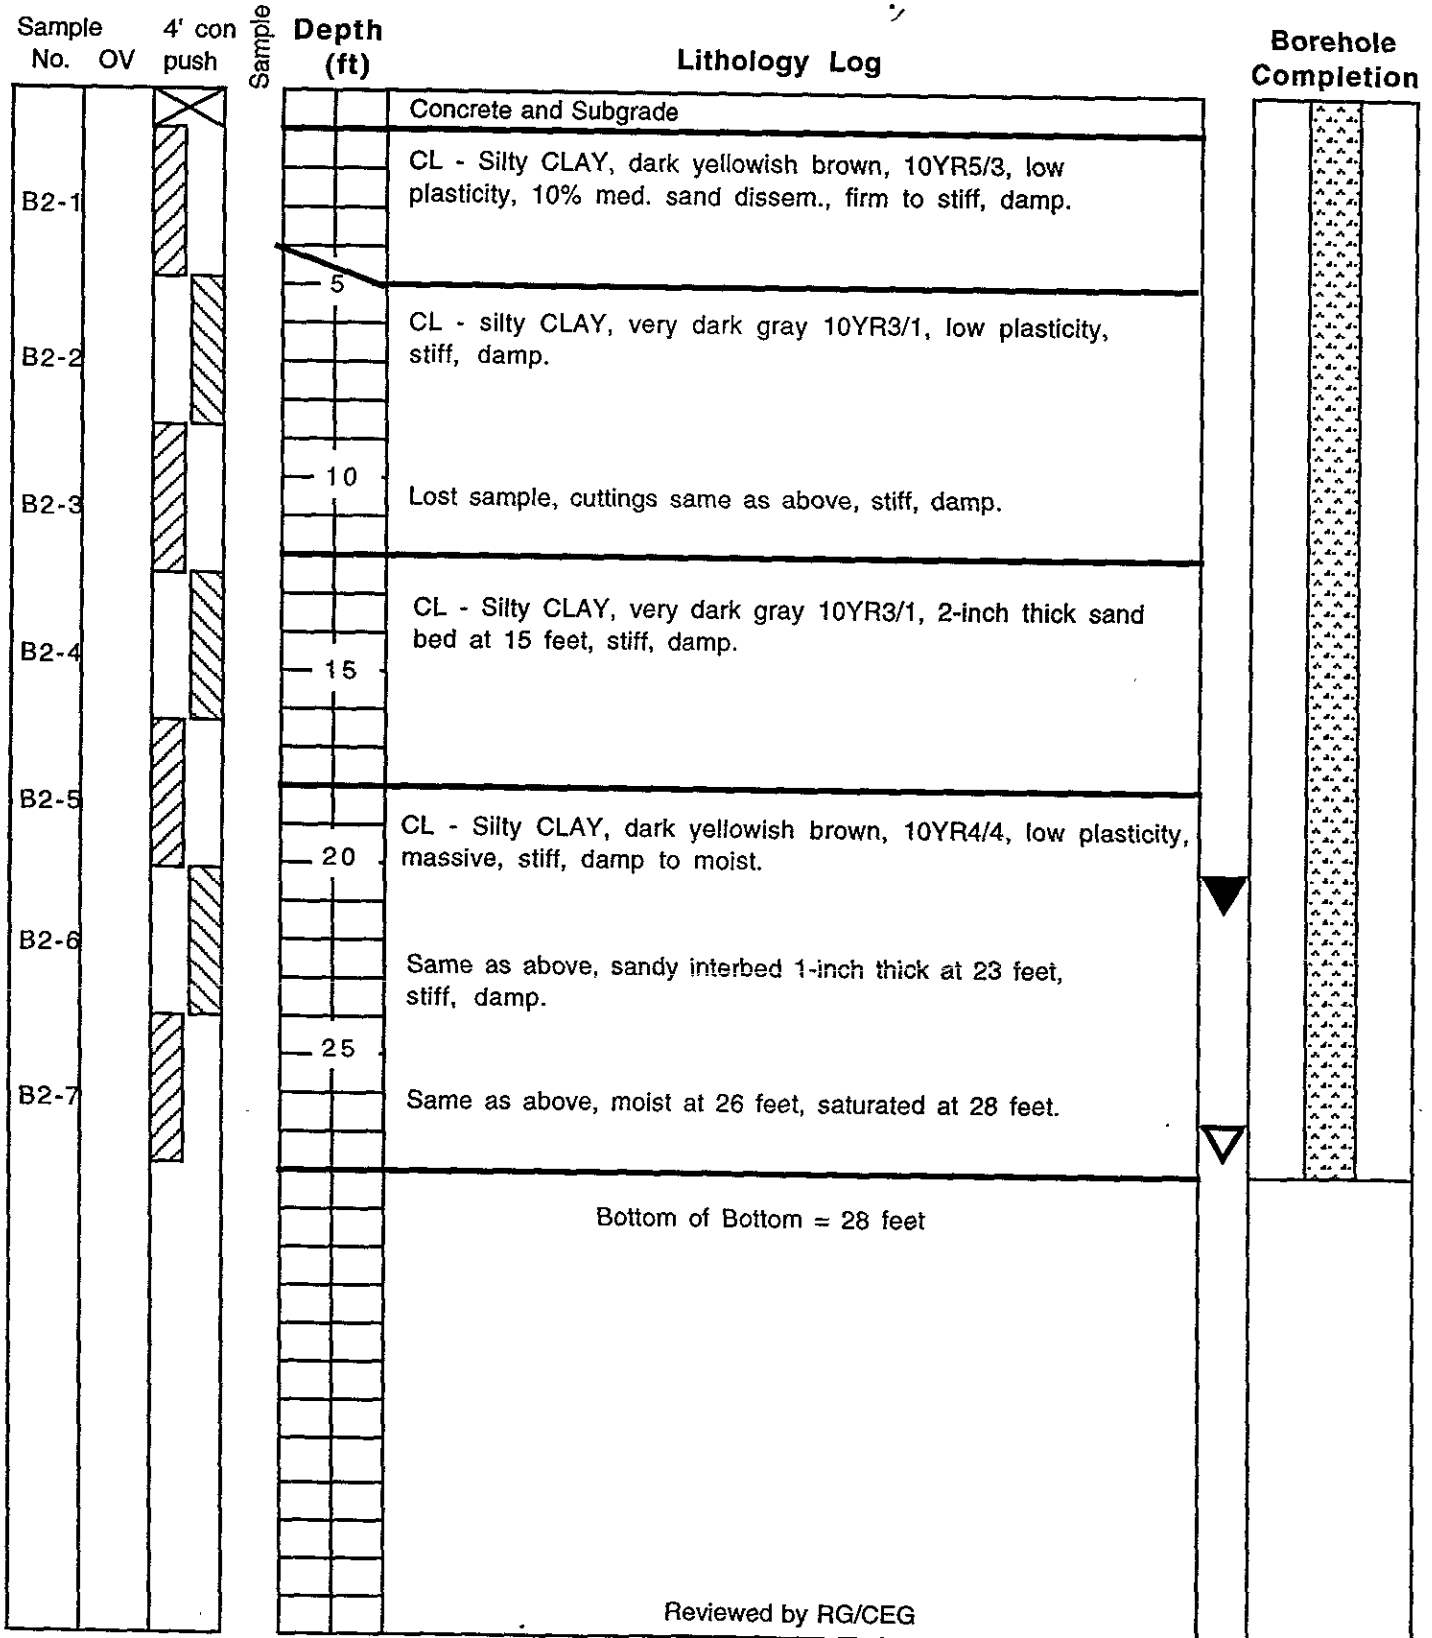 Sample
No.
OV
4' con
push
Sample
Depth
(ft)
Lithology Log
Borehole
Completion
Concrete and Subgrade
CL - Silty CLAY, dark yellowish brown, 10YR5/3, low
plasticity, 10% med. sand dissem., firm to stiff, damp.
B2-1
5
CL - silty CLAY, very dark gray 10YR3/1, low plasticity,
stiff, damp.
B2-2
10
Lost sample, cuttings same as above, stiff, damp.
B2-3
CL - Silty CLAY, very dark gray 10YR3/1, 2-inch thick sand
bed at 15 feet, stiff, damp.
B2-4
15
B2-5
CL - Silty CLAY, dark yellowish brown, 10YR4/4, low plasticity,
massive, stiff, damp to moist.
20
B2-6
Same as above, sandy interbed 1-inch thick at 23 feet,
stiff, damp.
25
B2-7
Same as above, moist at 26 feet, saturated at 28 feet.
Bottom of Bottom = 28 feet
Reviewed by RG/CEG